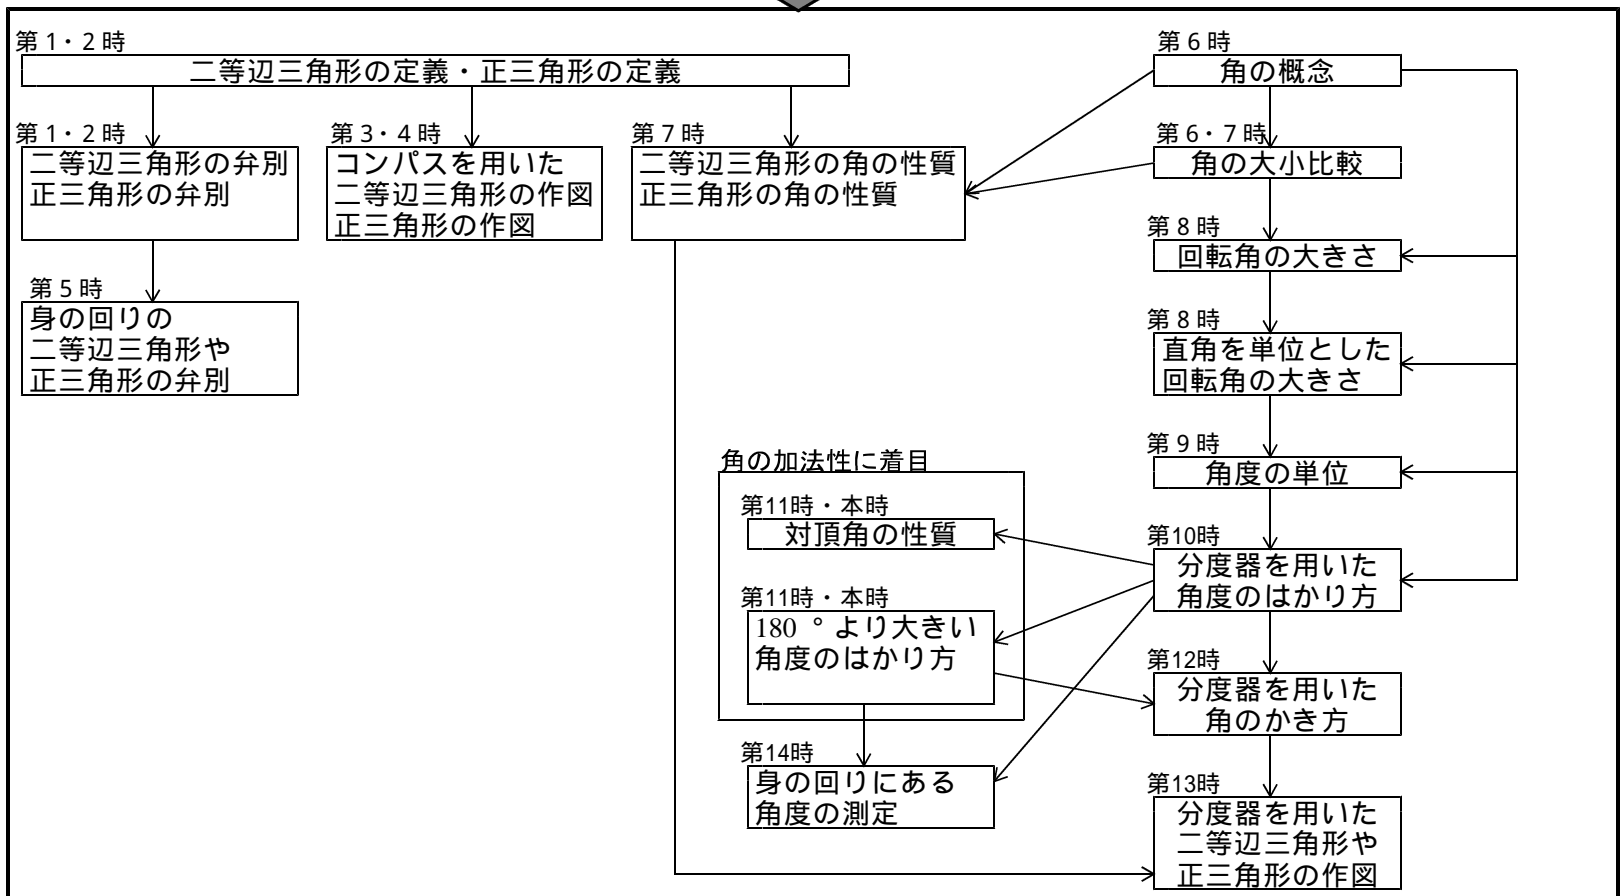 第1・2時
二等辺三角形の定義・正三角形の定義
第1・2時
二等辺三角形の弁別
正三角形の弁別
第3・4時
コンパスを用いた
二等辺三角形の作図
正三角形の作図
第7時
二等辺三角形の角の性質
正三角形の角の性質
第5時
身の回りの
二等辺三角形や
正三角形の弁別
第6時
角の概念
第6・7時
角の大小比較
第8時
回転角の大きさ
第8時
直角を単位とした
回転角の大きさ
第9時
角度の単位
第10時
分度器を用いた
角度のはかり方
角の加法性に着目
第11時・本時
対頂角の性質
第11時・本時
180°より大きい
角度のはかり方
第12時
分度器を用いた
角のかき方
第14時
身の回りにある
角度の測定
第13時
分度器を用いた
二等辺三角形や
正三角形の作図